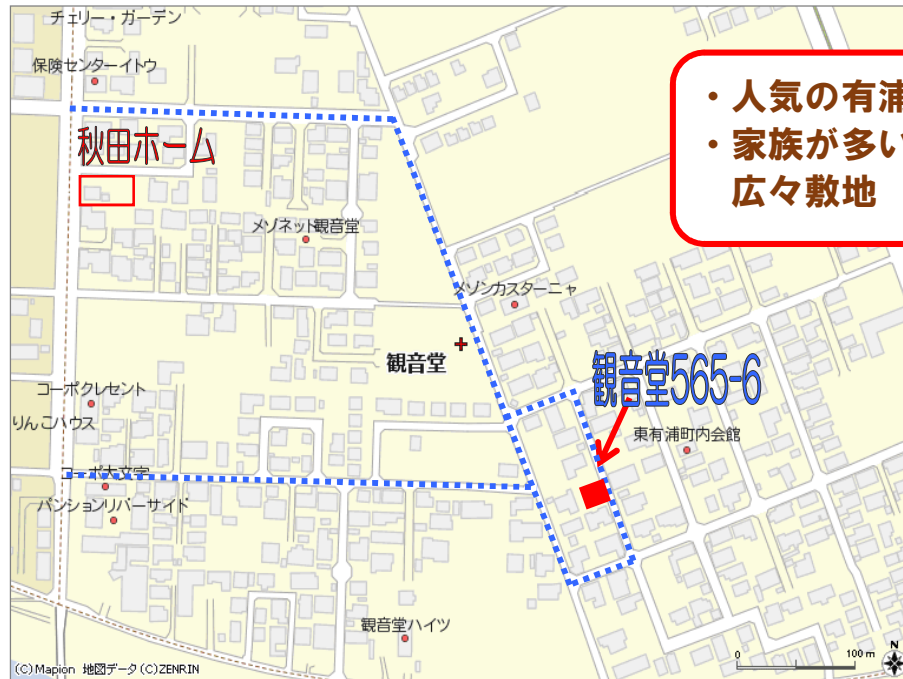 チェリー・ガーデン
保険センターイトウ
・人気の有浦
・家族が多い
広々敷地
秋田ホーム
メゾネット観音堂
メゾンカスターニャ
観音堂
観音堂565-6
コーポクレセント
りんごハウス
東有浦町内会館
コーポ大文字
パンションリバーサイド
観音堂ハイツ
(C)Mapion 地図データ(C)ZENRIN
0 100m
N